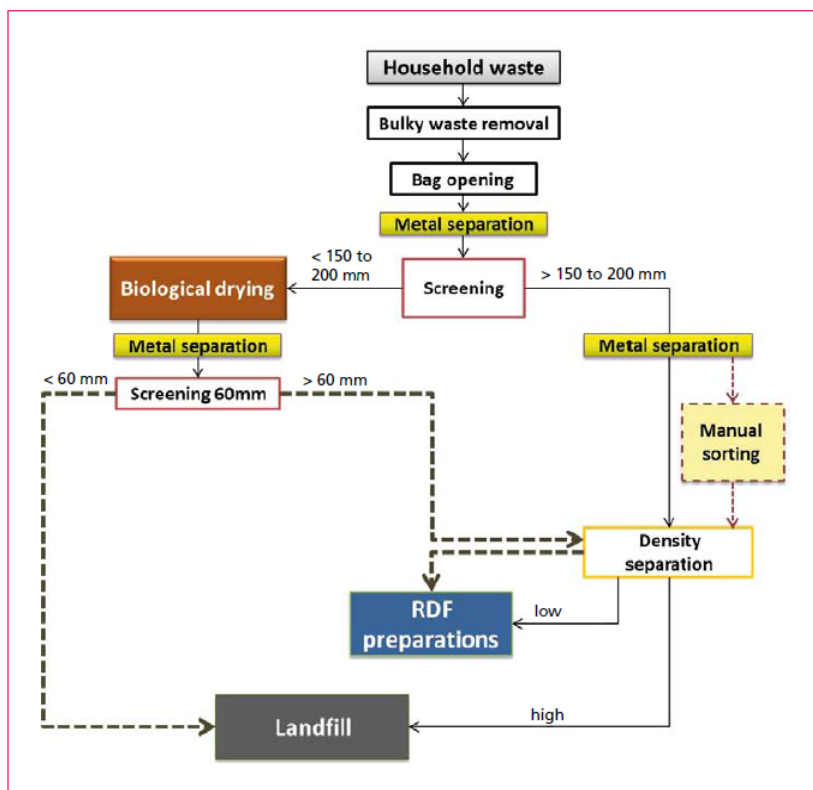 Household waste
Bulky waste removal
Bag opening
Metal separation
< 150 to
200 mm
Screening
> 150 to 200 mm
Biological drying
Metal separation
Metal separation
< 60 mm
Screening 60mm
> 60 mm
Manual
sorting
Density
separation
RDF
preparations
low
Landfill
high